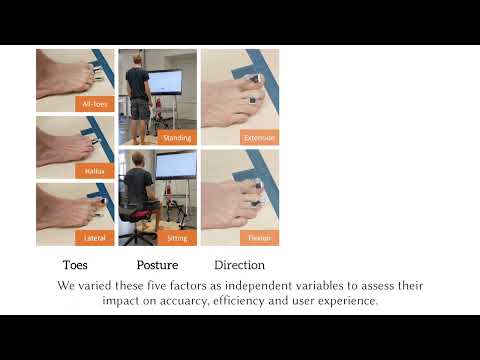 All-Toes
Standing
Extension
Hallux
Lateral
Sitting
Flexion
Toes
Posture
Direction
We varied these five factors as independent variables to assess their
impact on accuarcy, efficiency and user experience.